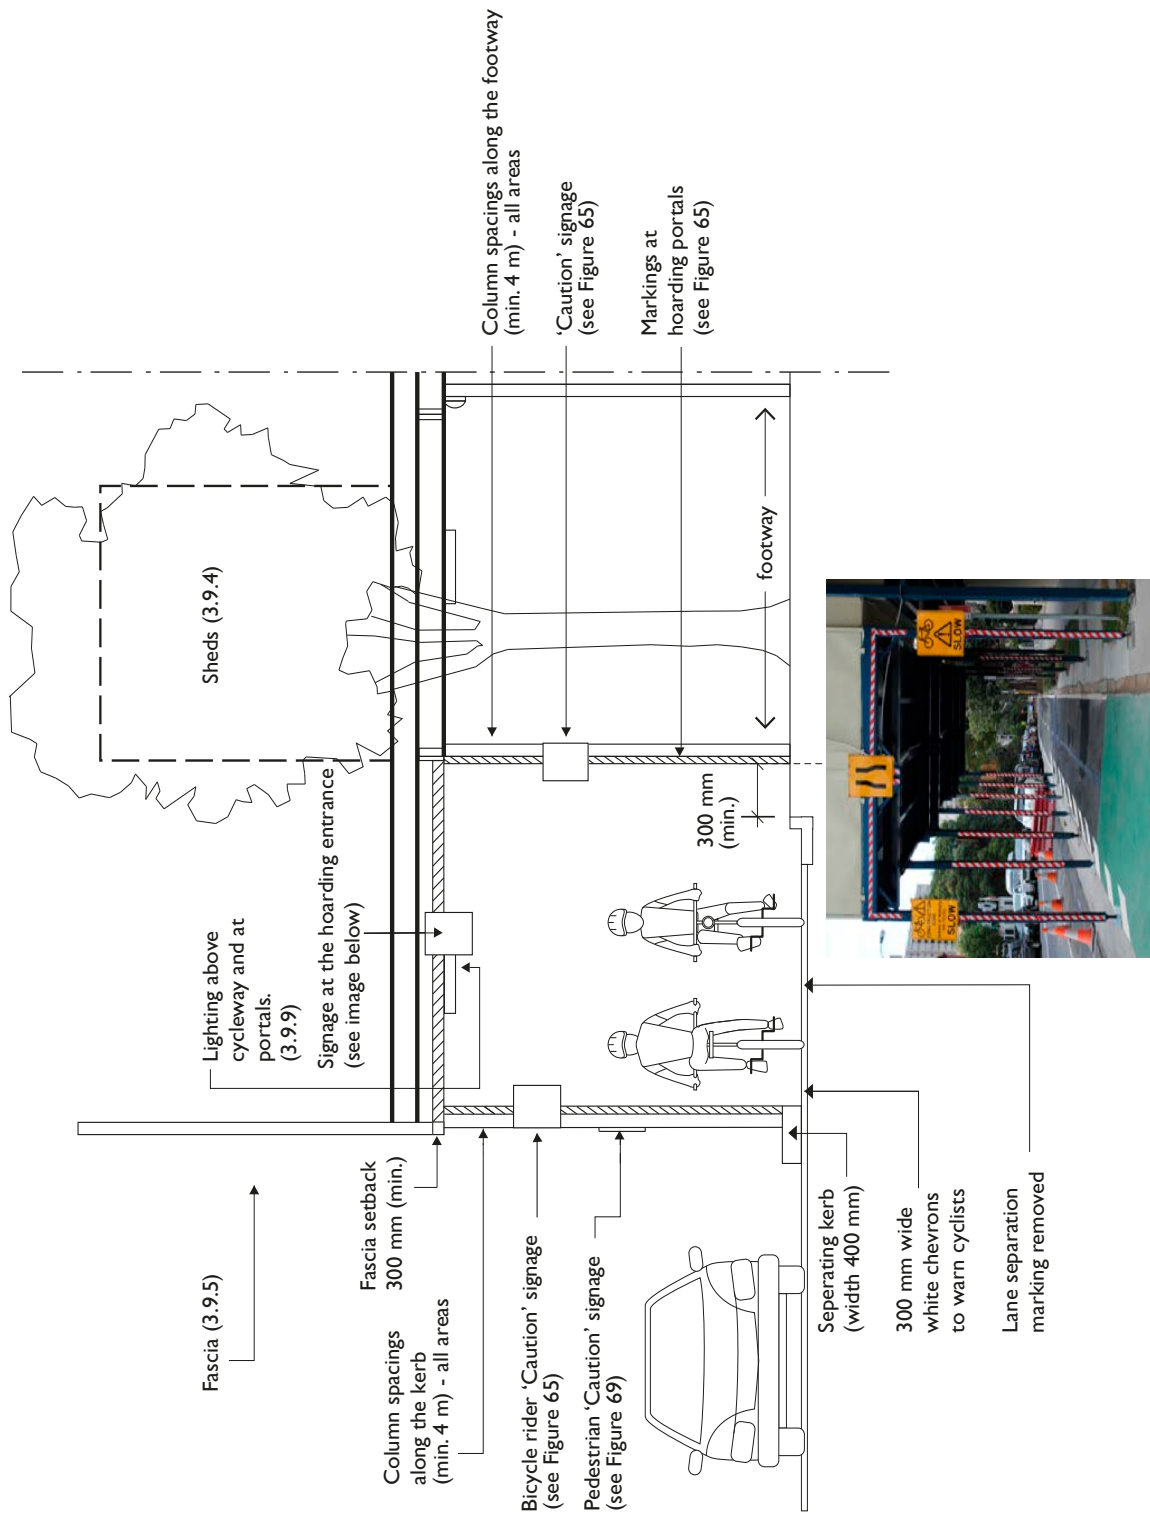 Fascia (3.9.5)
Lighting above
cycleway and at
portals.
(3.9.9)
Signage at the hoarding entrance
(see image below)
Sheds (3.9.4)
Fascia setback
300 mm (min.)
Column spacings
along the kerb
(min. 4 m) - all areas
Bicycle rider ‘Caution’ signage
(see Figure 65)
Pedestrian ‘Caution’ signage
(see Figure 69)
Column spacings along the footway
(min. 4 m) - all areas
‘Caution’ signage
(see Figure 65)
Markings at
hoarding portals
(see Figure 65)
300 mm
(min.)
footway
Seperating kerb
(width 400 mm)
300 mm wide
white chevrons
to warn cyclists
Lane separation
marking removed
SLOW
SLOW